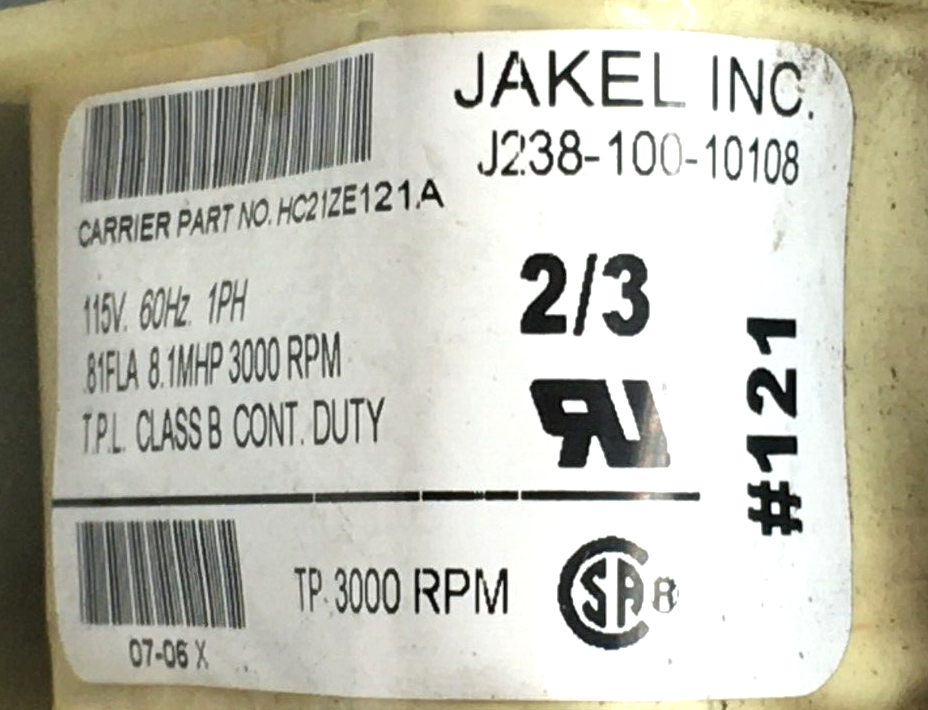 JAKEL INC.
J238-100-10108
CARRIER PART NO. HC21ZE121A
115V. 60Hz. 1PH
.81FLA 8.1MHP 3000 RPM
T.P.L. CLASS B CONT. DUTY
2/3
#121
TP. 3000 RPM
SA ®
07-06 X